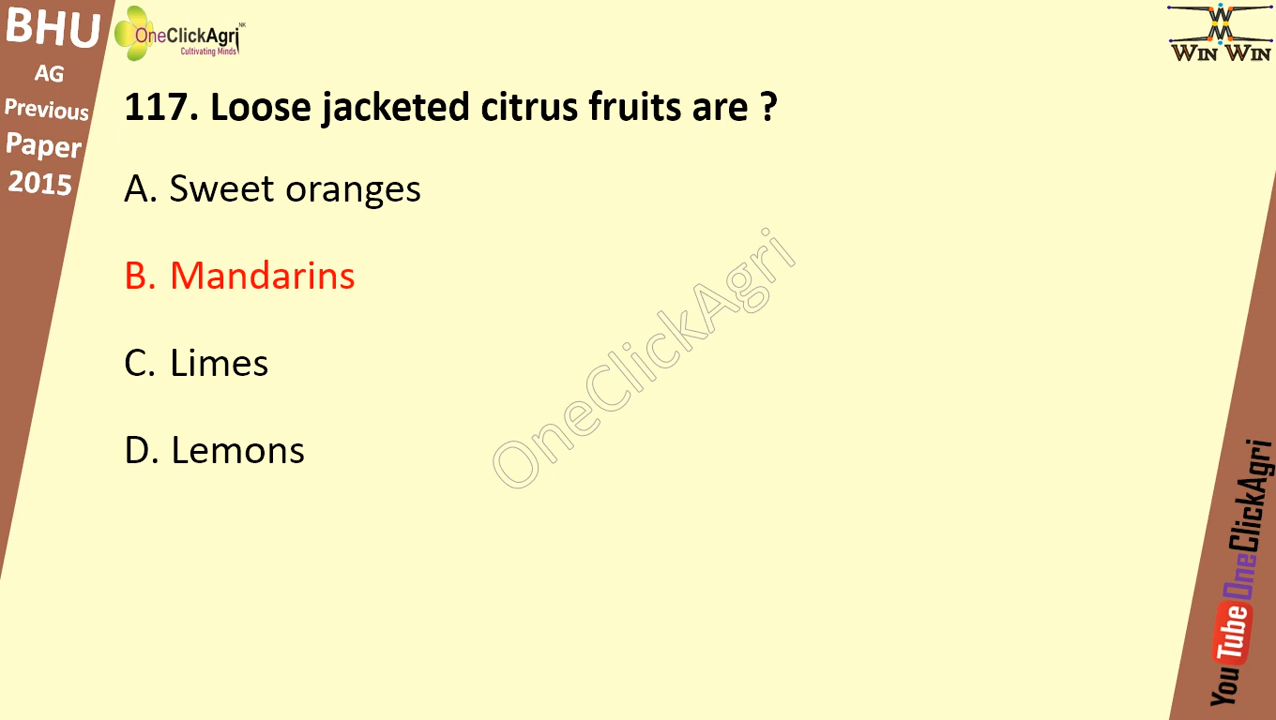 BHU
AG
Previous
Paper
2015
OneClickAgri NK
Cultivating Minds
WIN WIN
117. Loose jacketed citrus fruits are ?
A. Sweet oranges
B. Mandarins
C. Limes
D. Lemons
OneClickAgri
YouTube OneClickAgri